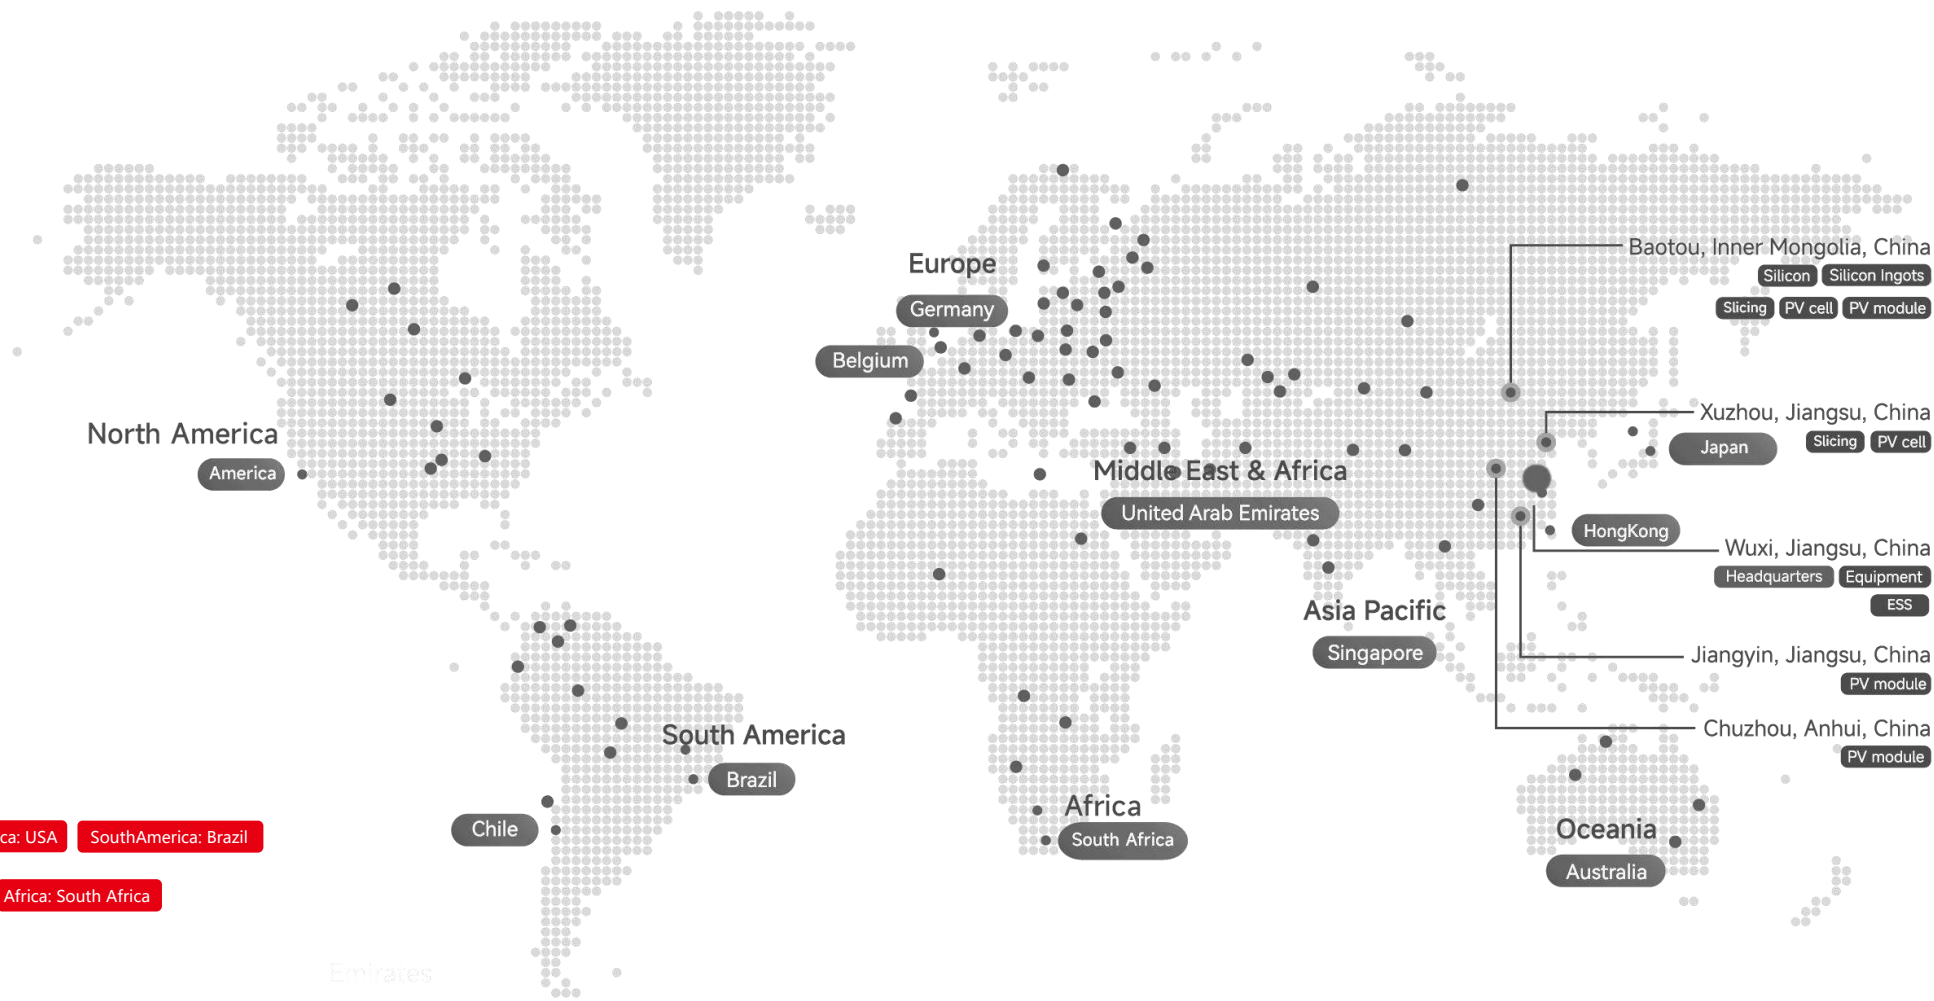 Baotou, Inner Mongolia, China
Silicon Silicon Ingots
Slicing PV cell PV module
Europe
Germany
Belgium
Xuzhou, Jiangsu, China
Slicing PV cell
Japan
North America
America
Middle East & Africa
United Arab Emirates
HongKong
Wuxi, Jiangsu, China
Headquarters Equipment
ESS
Asia Pacific
Singapore
Jiangyin, Jiangsu, China
PV module
Chuzhou, Anhui, China
PV module
South America
Brazil
Chile
Africa
South Africa
Oceania
Australia
ca: USA SouthAmerica: Brazil
Africa: South Africa
Emirates